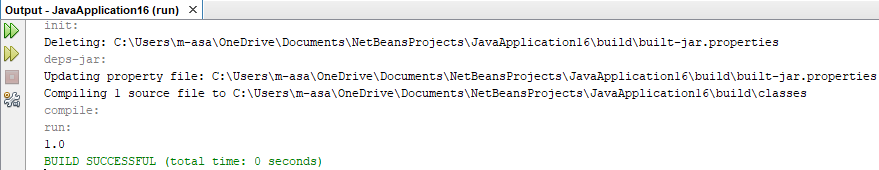 Output - JavaApplication16 (run)
init:
Deleting: C:\Users\m-asa\OneDrive\Documents\NetBeansProjects\JavaApplication16\build\built-jar.properties
deps-jar:
Updating property file: C:\Users\m-asa\OneDrive\Documents\NetBeansProjects\JavaApplication16\build\built-jar.properties
Compiling 1 source file to C:\Users\m-asa\OneDrive\Documents\NetBeansProjects\JavaApplication16\build\classes
compile:
run:
1.0
BUILD SUCCESSFUL (total time: 0 seconds)